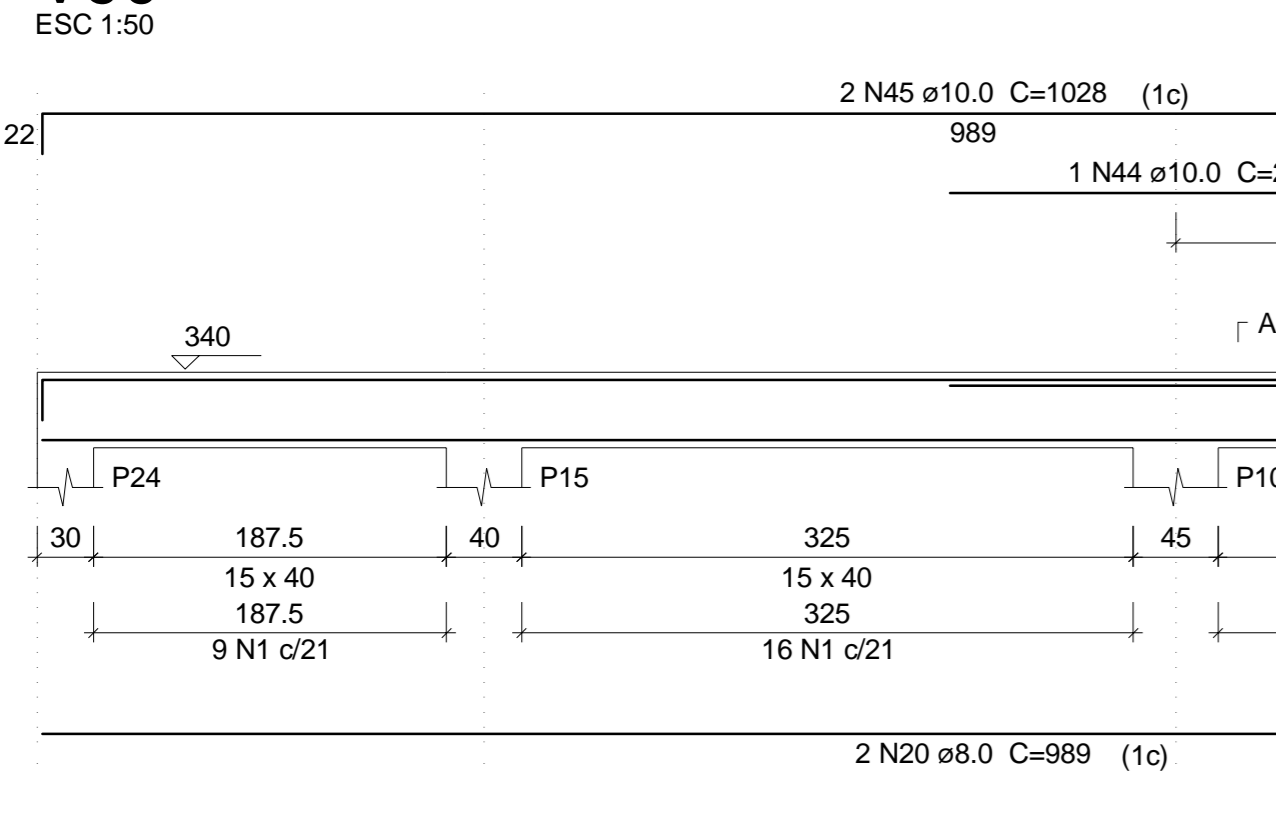 ESC 1:50
2 N45 ø10.0 C=1028 (1c)
22
989
1 N44 ø10.0
340
A
P24
P15
30
187.5
40
325
45
15 x 40
15 x 40
187.5
325
9 N1 c/21
16 N1 c/21
2 N20 ø8.0 C=989 (1c)